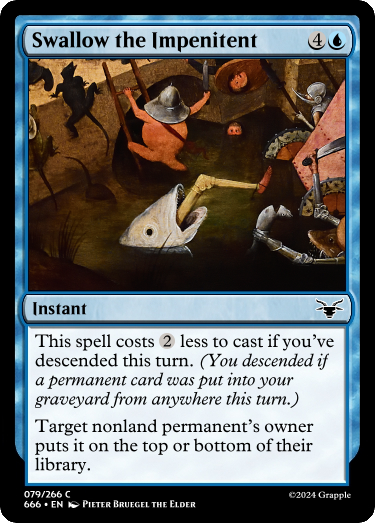 Swallow the Impenitent 4
Instant
This spell costs 2 less to cast if you've
descended this turn. (You descended if
a permanent card was put into your
graveyard from anywhere this turn.)
Target nonland permanent's owner
puts it on the top or bottom of their
library.
079/266 C
666 • EN Pieter Bruegel the Elder
©2024 Grapple